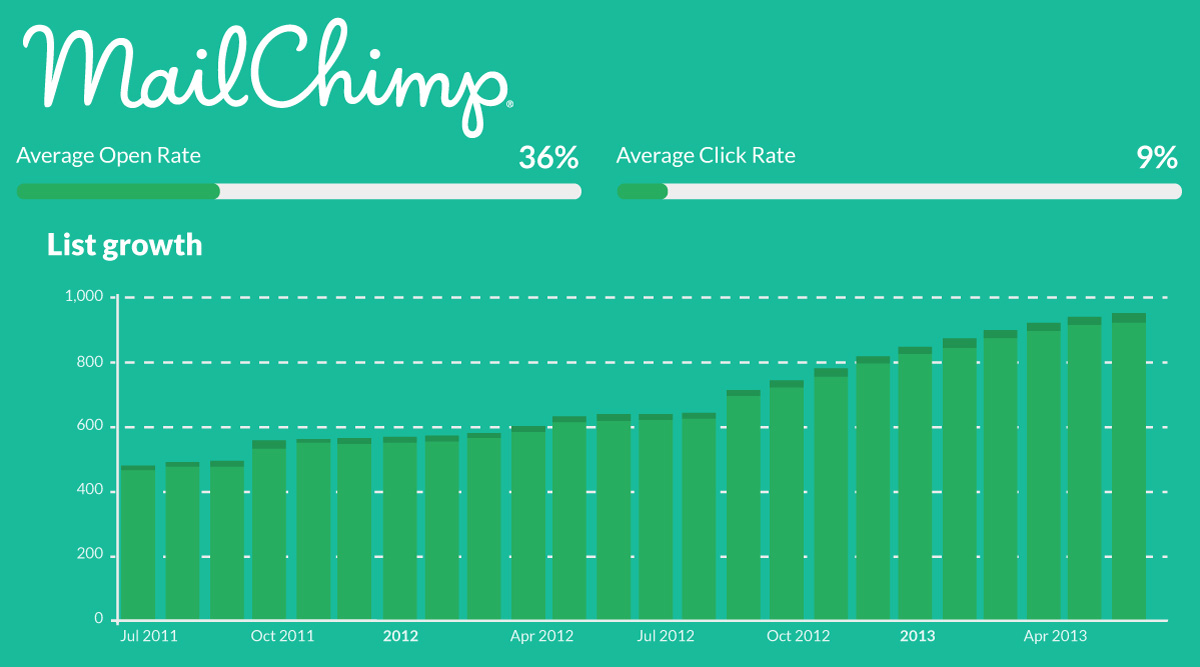 MailChimp®
Average Open Rate 36%
Average Click Rate 9%
List growth
1,000
800
600
400
200
0
Jul 2011 Oct 2011 2012 Apr 2012 Jul 2012 Oct 2012 2013 Apr 2013